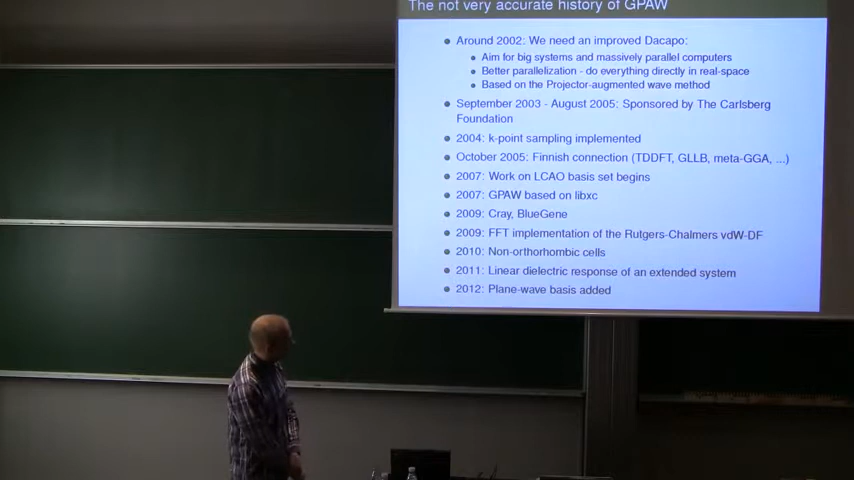 The not very accurate history of GPAW
Around 2002: We need an improved Dacapo:
Aim for big systems and massively parallel computers
Better parallelization - do everything directly in real-space
Based on the Projector-augmented wave method
September 2003 - August 2005: Sponsored by The Carlsberg
Foundation
2004: k-point sampling implemented
October 2005: Finnish connection (TDDFT, GLLB, meta-GGA, ...)
2007: Work on LCAO basis set begins
2007: GPAW based on libxc
2009: Cray, BlueGene
2009: FFT implementation of the Rutgers-Chalmers vdW-DF
2010: Non-orthorhombic cells
2011: Linear dielectric response of an extended system
2012: Plane-wave basis added